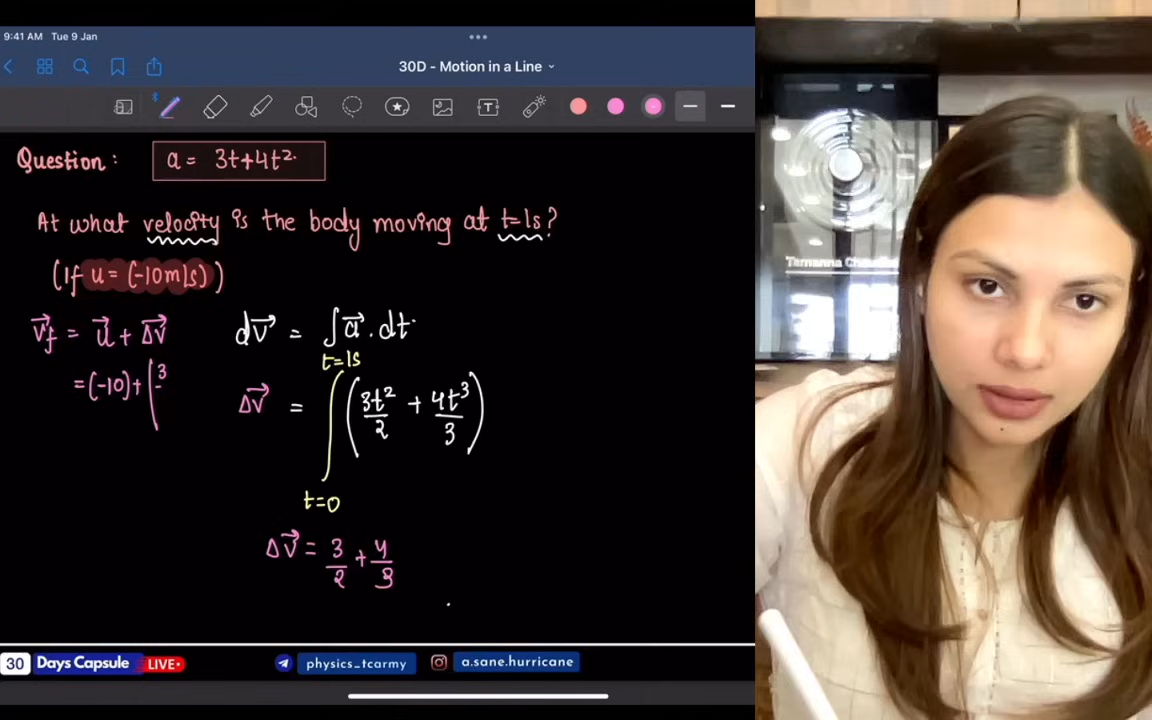 9:41 AM Tue 9 Jan
30D - Motion in a Line
Question: a = 3t+4t².
At what velocity is the body moving at t=1s?
(If u = (-10m/s))
v⃗f = u⃗ + Δv⃗
dv⃗ = ∫a⃗.dt
= (-10) + (3
t=1s
Δv⃗ = ∫ (3t²/2 + 4t³/3)
t=0
Δv⃗ = 3/2 + 4/3
Tamanna Chaudha
30 Days Capsule LIVE
physics_tcarmy
a.sane.hurricane